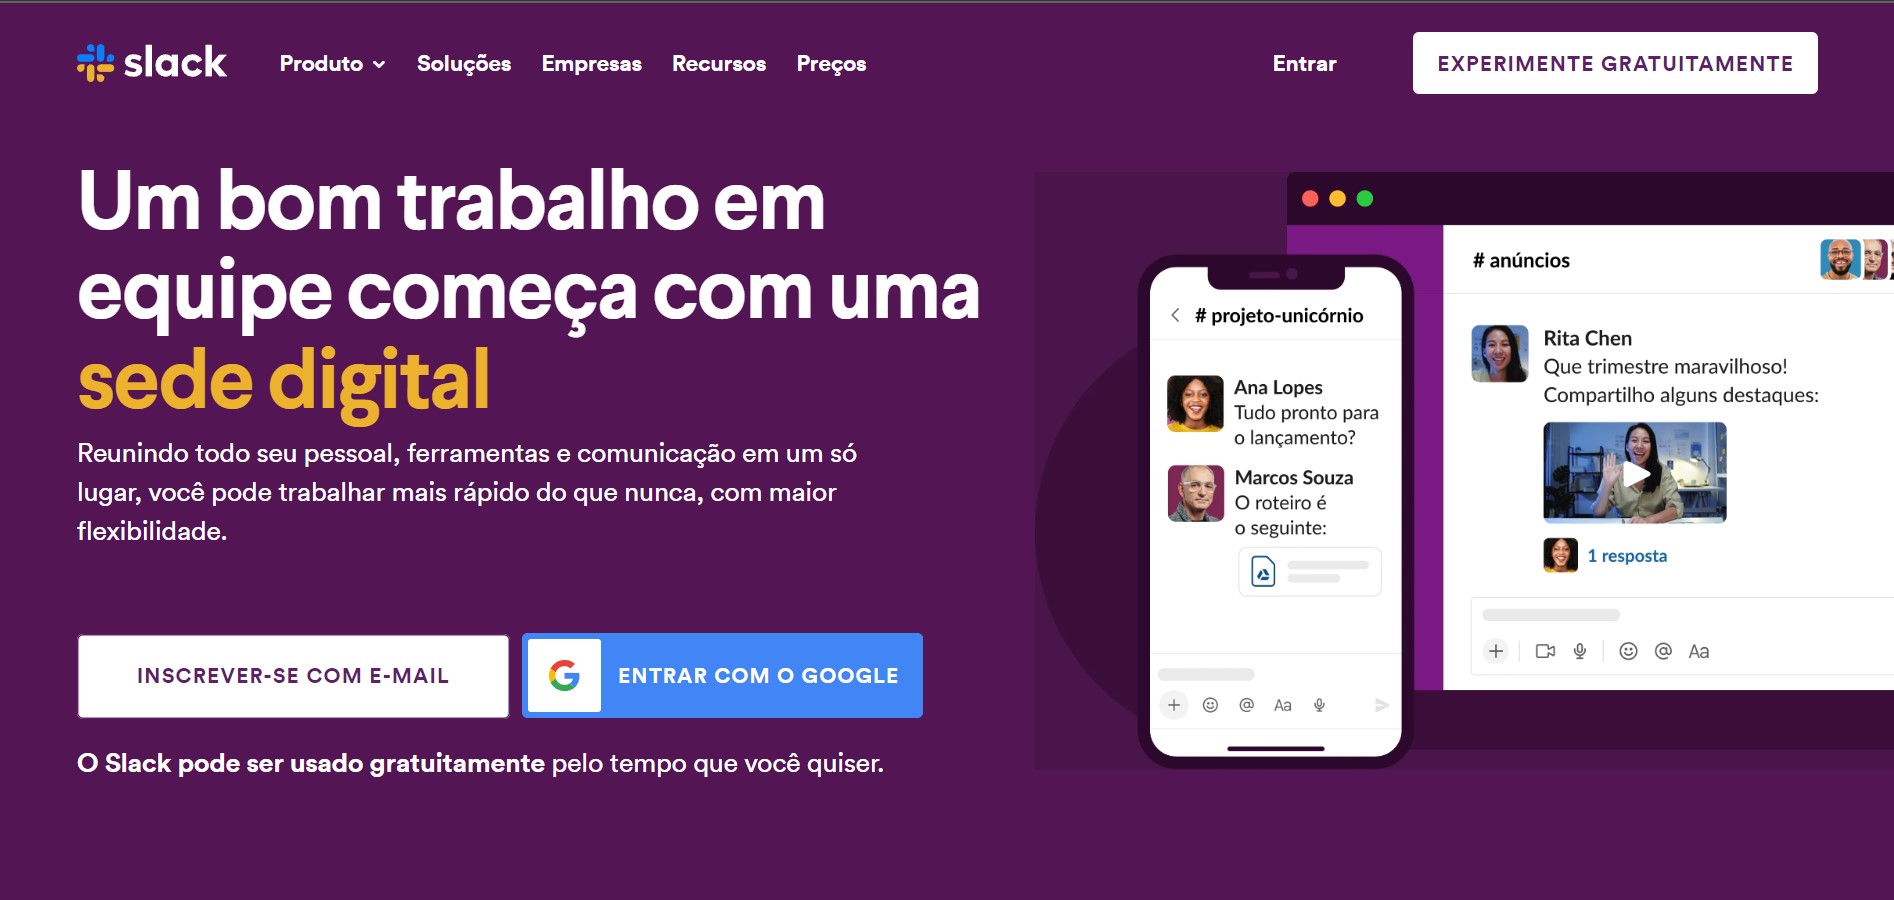 slack
Produto
Soluções
Empresas
Recursos
Preços
Entrar
EXPERIMENTE GRATUITAMENTE
Um bom trabalho em
equipe começa com uma
sede digital
Reunindo todo seu pessoal, ferramentas e comunicação em um só
lugar, você pode trabalhar mais rápido do que nunca, com maior
flexibilidade.
INSCREVER-SE COM E-MAIL
G
ENTRAR COM O GOOGLE
O Slack pode ser usado gratuitamente pelo tempo que você quiser.
# projeto-unicórnio
Ana Lopes
Tudo pronto para
o lançamento?
Marcos Souza
O roteiro é
o seguinte:
@
Aa
# anúncios
Rita Chen
Que trimestre maravilhoso!
Compartilho alguns destaques:
1 resposta
@
Aa